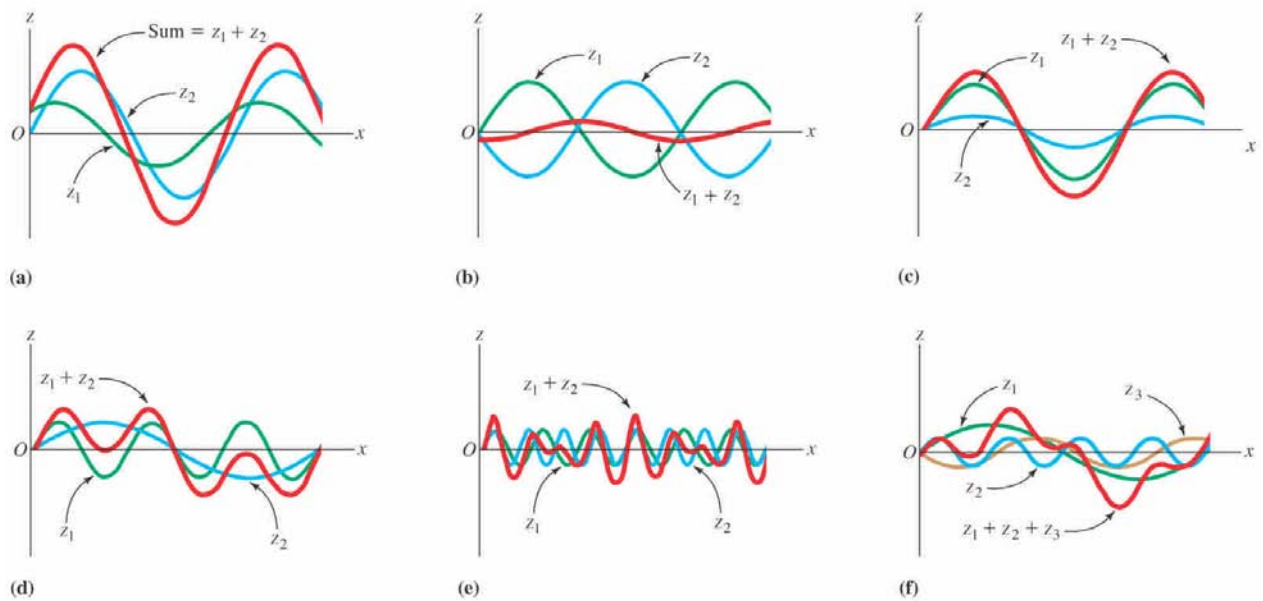 z
Sum = z₁ + z₂
z₂
O
x
z₁
(a)
z
z₁
z₂
O
x
z₁ + z₂
(b)
z
z₁ + z₂
z₁
O
z₂
x
(c)
z
z₁ + z₂
O
x
z₁
z₂
(d)
z
z₁ + z₂
O
x
z₁
z₂
(e)
z
z₁
z₃
O
x
z₂
z₁ + z₂ + z₃
(f)